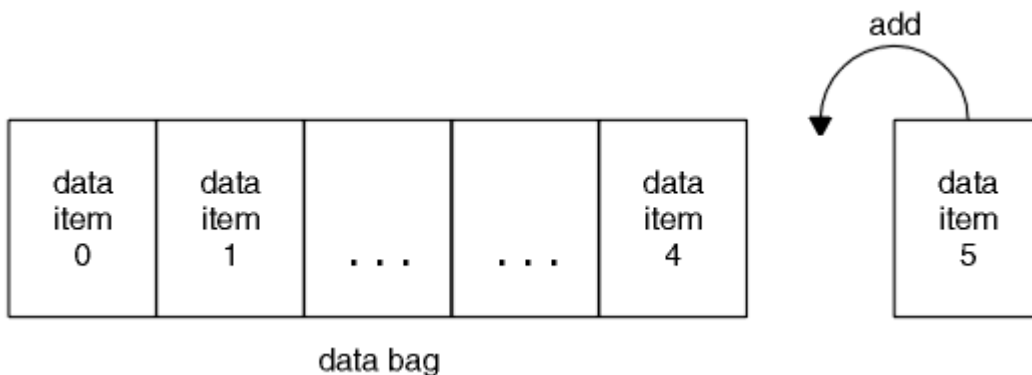 add
data
item
0
data
item
1
. . .
. . .
data
item
4
data
item
5
data bag